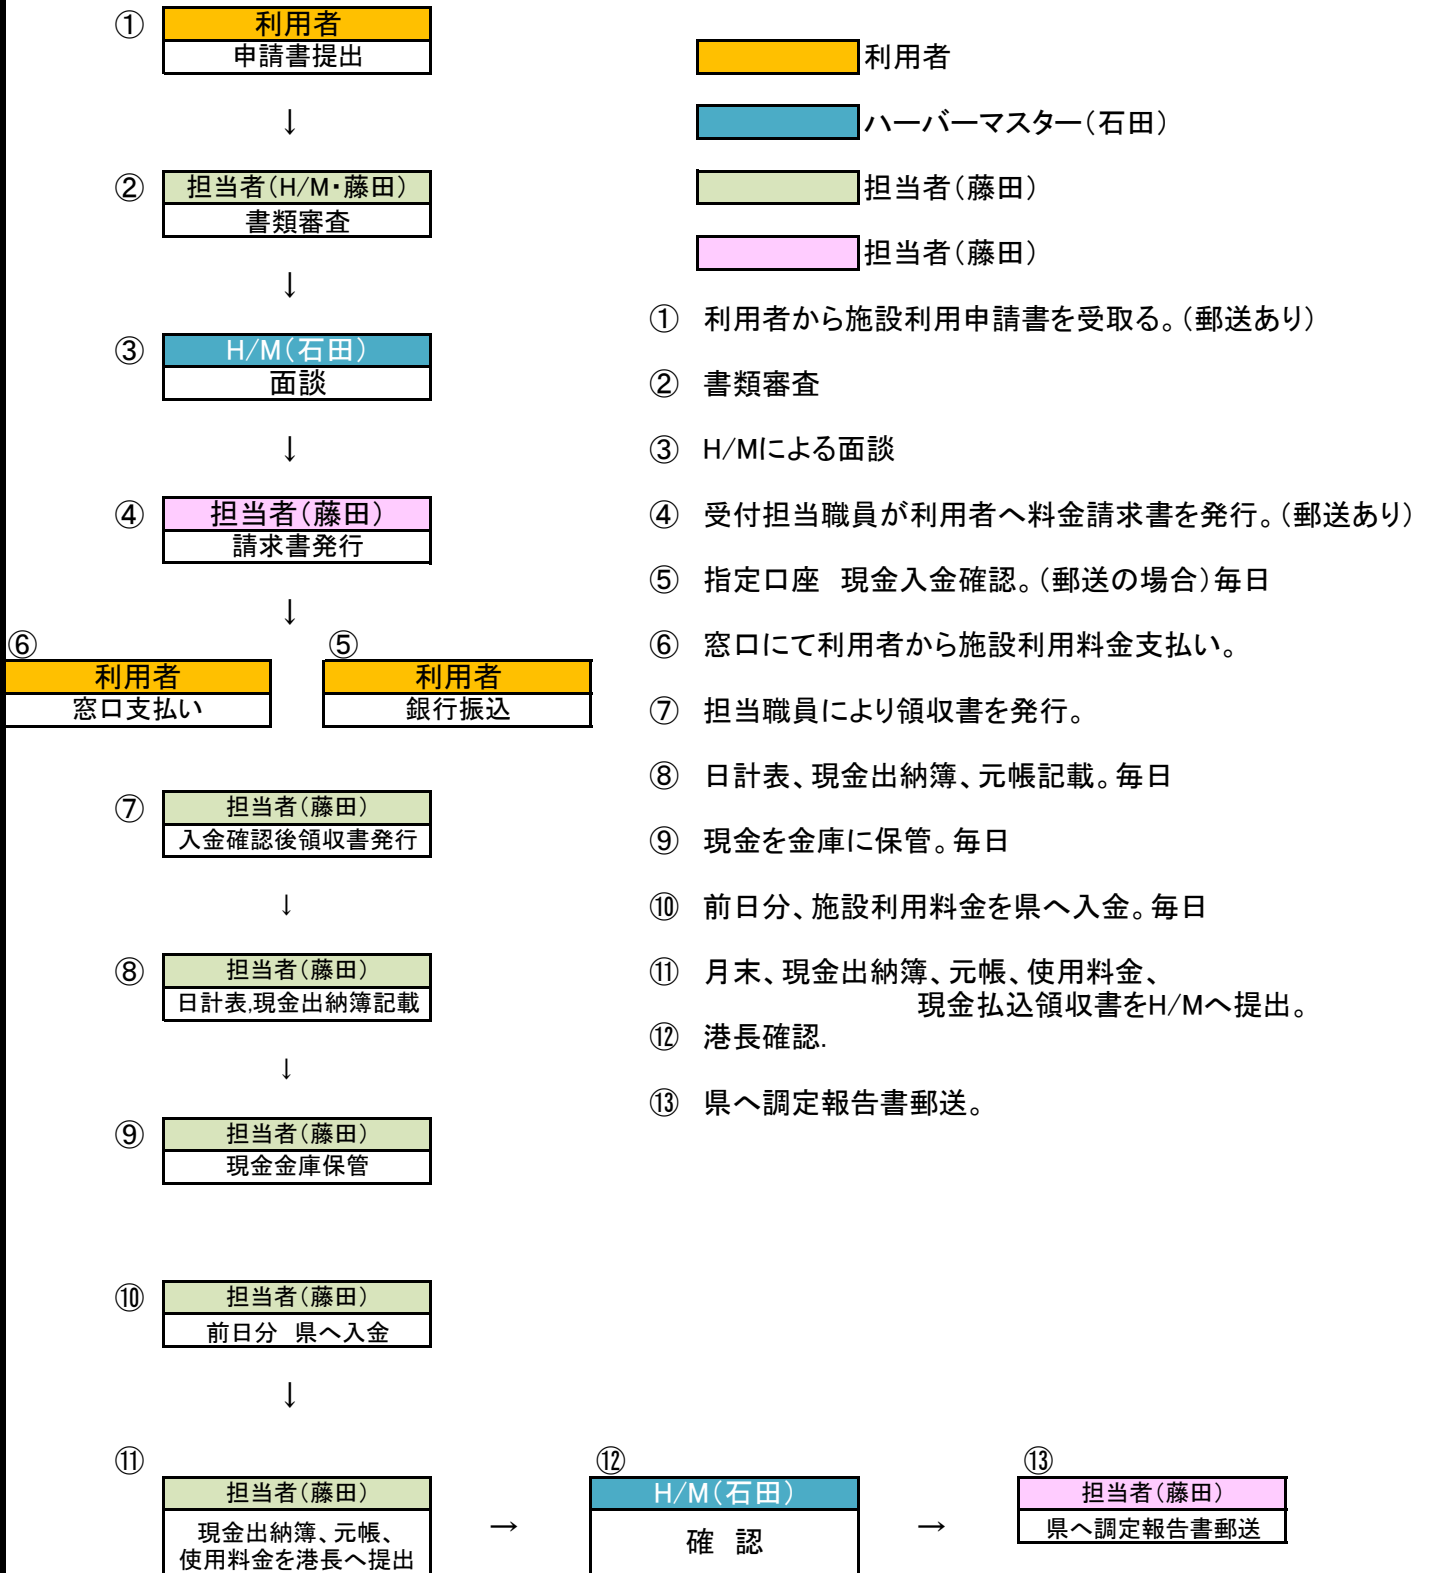 ①
利用者
申請書提出
↓
②
担当者(H/M・藤田)
書類審査
↓
③
H/M(石田)
面談
↓
④
担当者(藤田)
請求書発行
↓
⑥
利用者
窓口支払い
⑤
利用者
銀行振込
⑦
担当者(藤田)
入金確認後領収書発行
↓
⑧
担当者(藤田)
日計表,現金出納簿記載
↓
⑨
担当者(藤田)
現金金庫保管
⑩
担当者(藤田)
前日分　県へ入金
↓
⑪
担当者(藤田)
現金出納簿、元帳、
使用料金を港長へ提出
→
⑫
H/M(石田)
確　認
→
⑬
担当者(藤田)
県へ調定報告書郵送
利用者
ハーバーマスター(石田)
担当者(藤田)
担当者(藤田)
①　利用者から施設利用申請書を受取る。(郵送あり)
②　書類審査
③　H/Mによる面談
④　受付担当職員が利用者へ料金請求書を発行。(郵送あり)
⑤　指定口座　現金入金確認。(郵送の場合)毎日
⑥　窓口にて利用者から施設利用料金支払い。
⑦　担当職員により領収書を発行。
⑧　日計表、現金出納簿、元帳記載。毎日
⑨　現金を金庫に保管。毎日
⑩　前日分、施設利用料金を県へ入金。毎日
⑪　月末、現金出納簿、元帳、使用料金、
現金払込領収書をH/Mへ提出。
⑫　港長確認.
⑬　県へ調定報告書郵送。